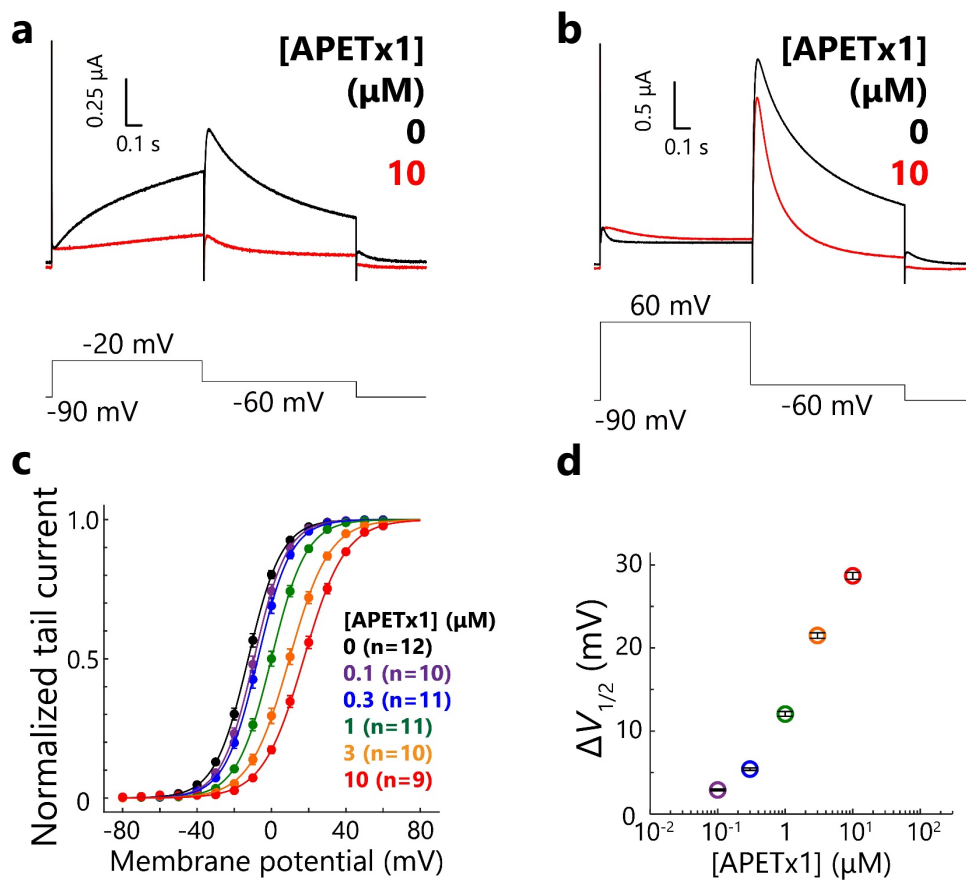 a
[APETx1]
(µM)
0
10
0.25 µA
0.1 s
-20 mV
-90 mV
-60 mV
b
[APETx1]
(µM)
0
10
0.5 µA
0.1 s
60 mV
-90 mV
-60 mV
c
Normalized tail current
1.0
0.5
0
-80
-40
0
40
80
Membrane potential (mV)
[APETx1] (µM)
0 (n=12)
0.1 (n=10)
0.3 (n=11)
1 (n=11)
3 (n=10)
10 (n=9)
d
ΔV1/2 (mV)
30
20
10
0
10-2
10-1
1
101
102
[APETx1] (µM)